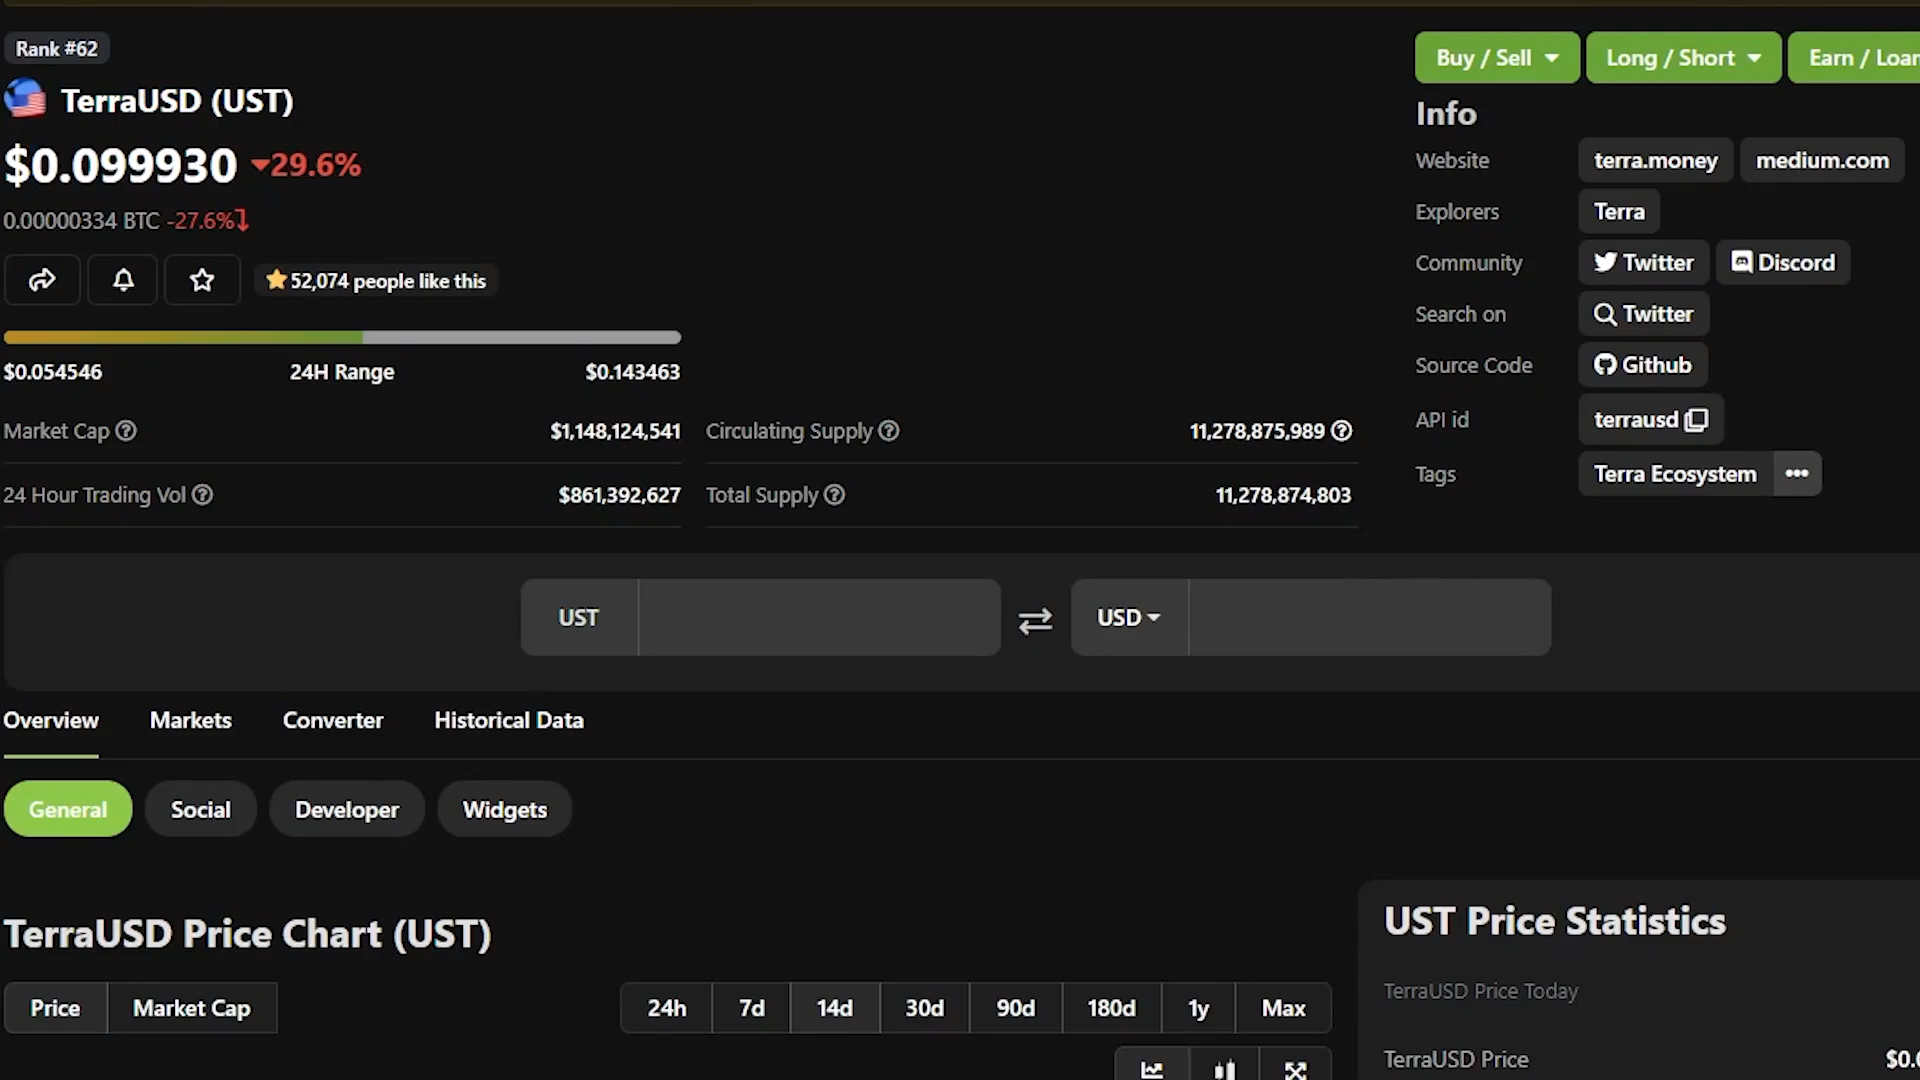 Rank #62
TerraUSD (UST)
$0.099930 29.6%
0.00000334 BTC -27.6%
52,074 people like this
$0.054546 24H Range $0.143463
Market Cap $1,148,124,541
Circulating Supply 11,278,875,989
24 Hour Trading Vol $861,392,627
Total Supply 11,278,874,803
Buy / Sell Long / Short Earn / Loan
Info
Website terra.money medium.com
Explorers Terra
Community Twitter Discord
Search on Twitter
Source Code Github
API id terrausd
Tags Terra Ecosystem •••
UST USD
Overview Markets Converter Historical Data
General Social Developer Widgets
TerraUSD Price Chart (UST)
Price Market Cap 24h 7d 14d 30d 90d 180d 1y Max
UST Price Statistics
TerraUSD Price Today
TerraUSD Price $0.0